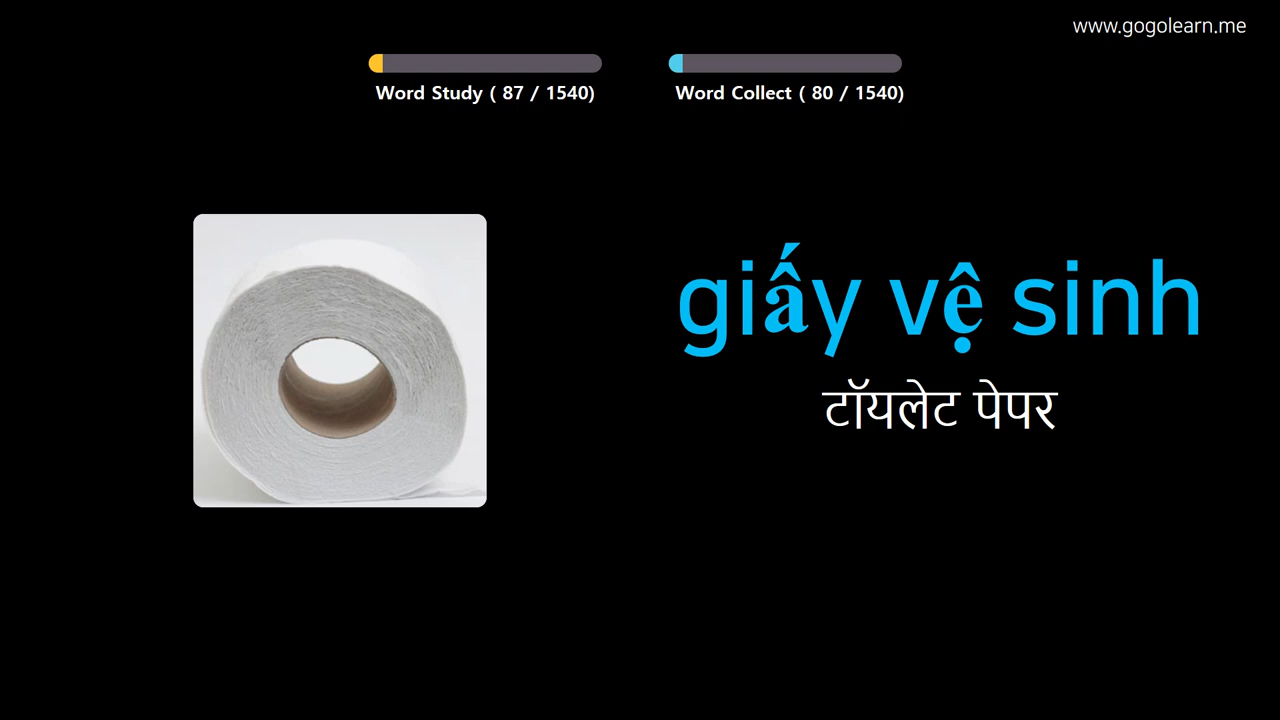 www.gogolearn.me
Word Study ( 87 / 1540)
Word Collect ( 80 / 1540)
giấy vệ sinh
टॉयलेट पेपर